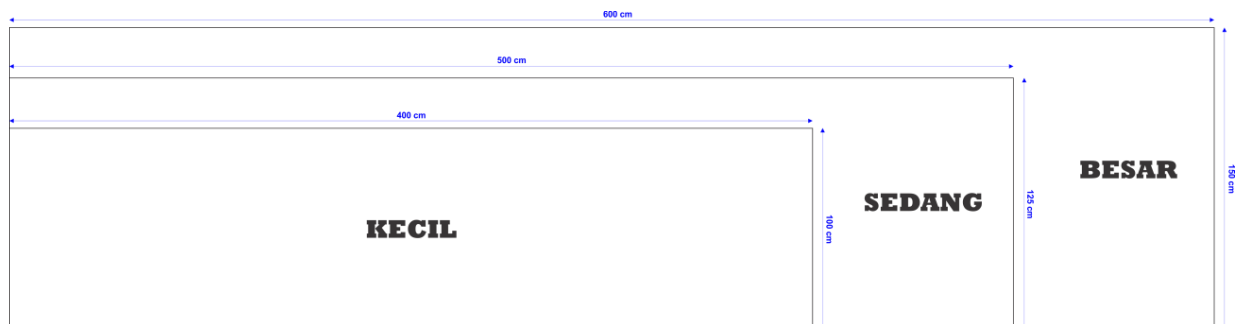 600 cm
500 cm
400 cm
BESAR
150 cm
SEDANG
125 cm
KECIL
100 cm